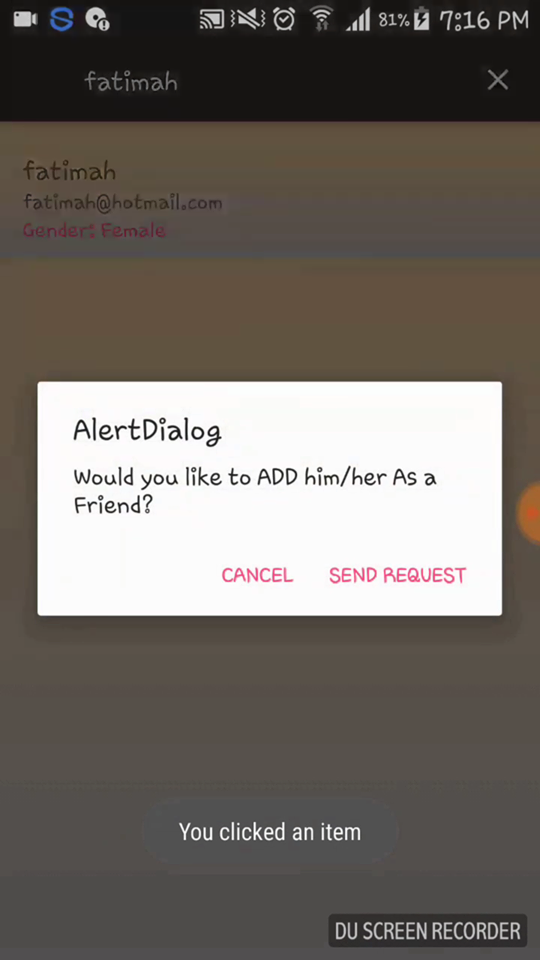 81% 7:16 PM
fatimah
fatimah
fatimah@hotmail.com
Gender: Female
AlertDialog
Would you like to ADD him/her As a
Friend?
CANCEL SEND REQUEST
You clicked an item
DU SCREEN RECORDER